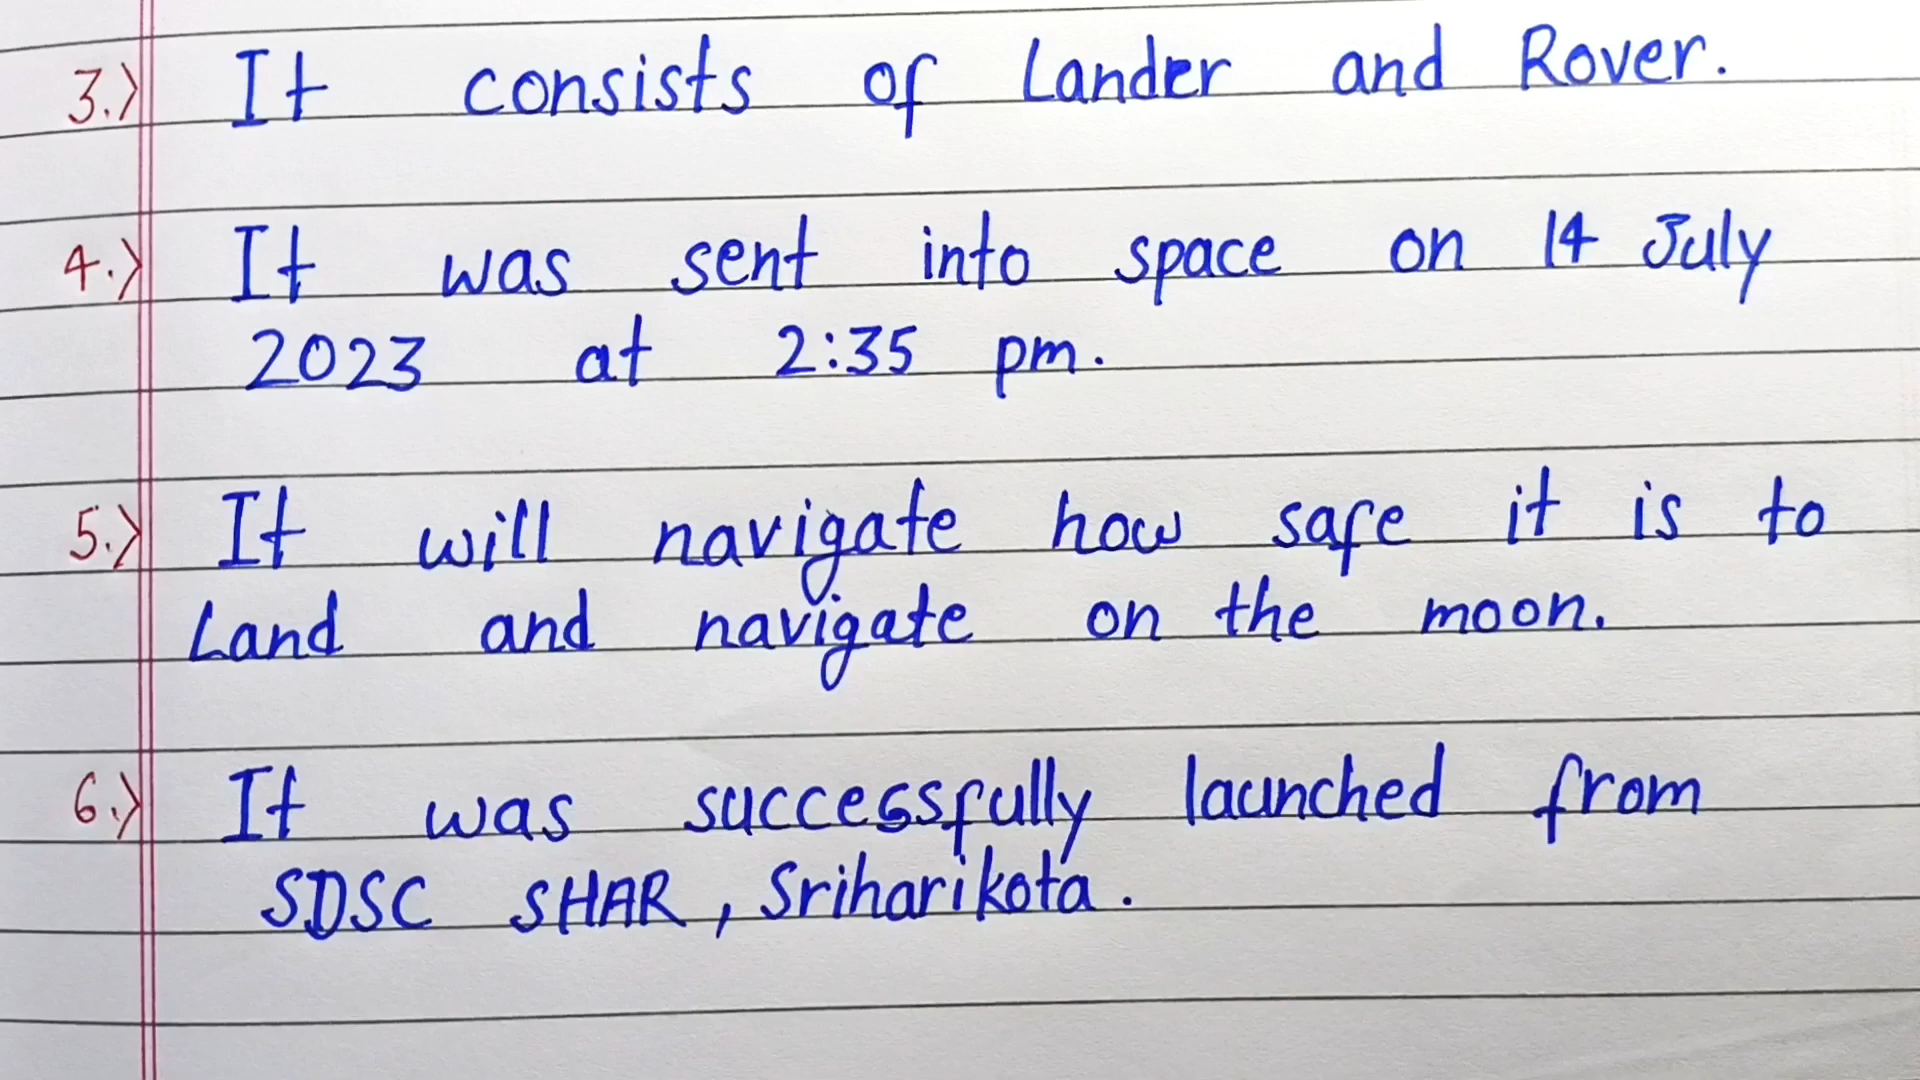 3.) It consists of Lander and Rover.
4.) It was sent into space on 14 July
2023 at 2:35 pm.
5.) It will navigate how safe it is to
Land and navigate on the moon.
6.) It was successfully launched from
SDSC SHAR, Sriharikota.